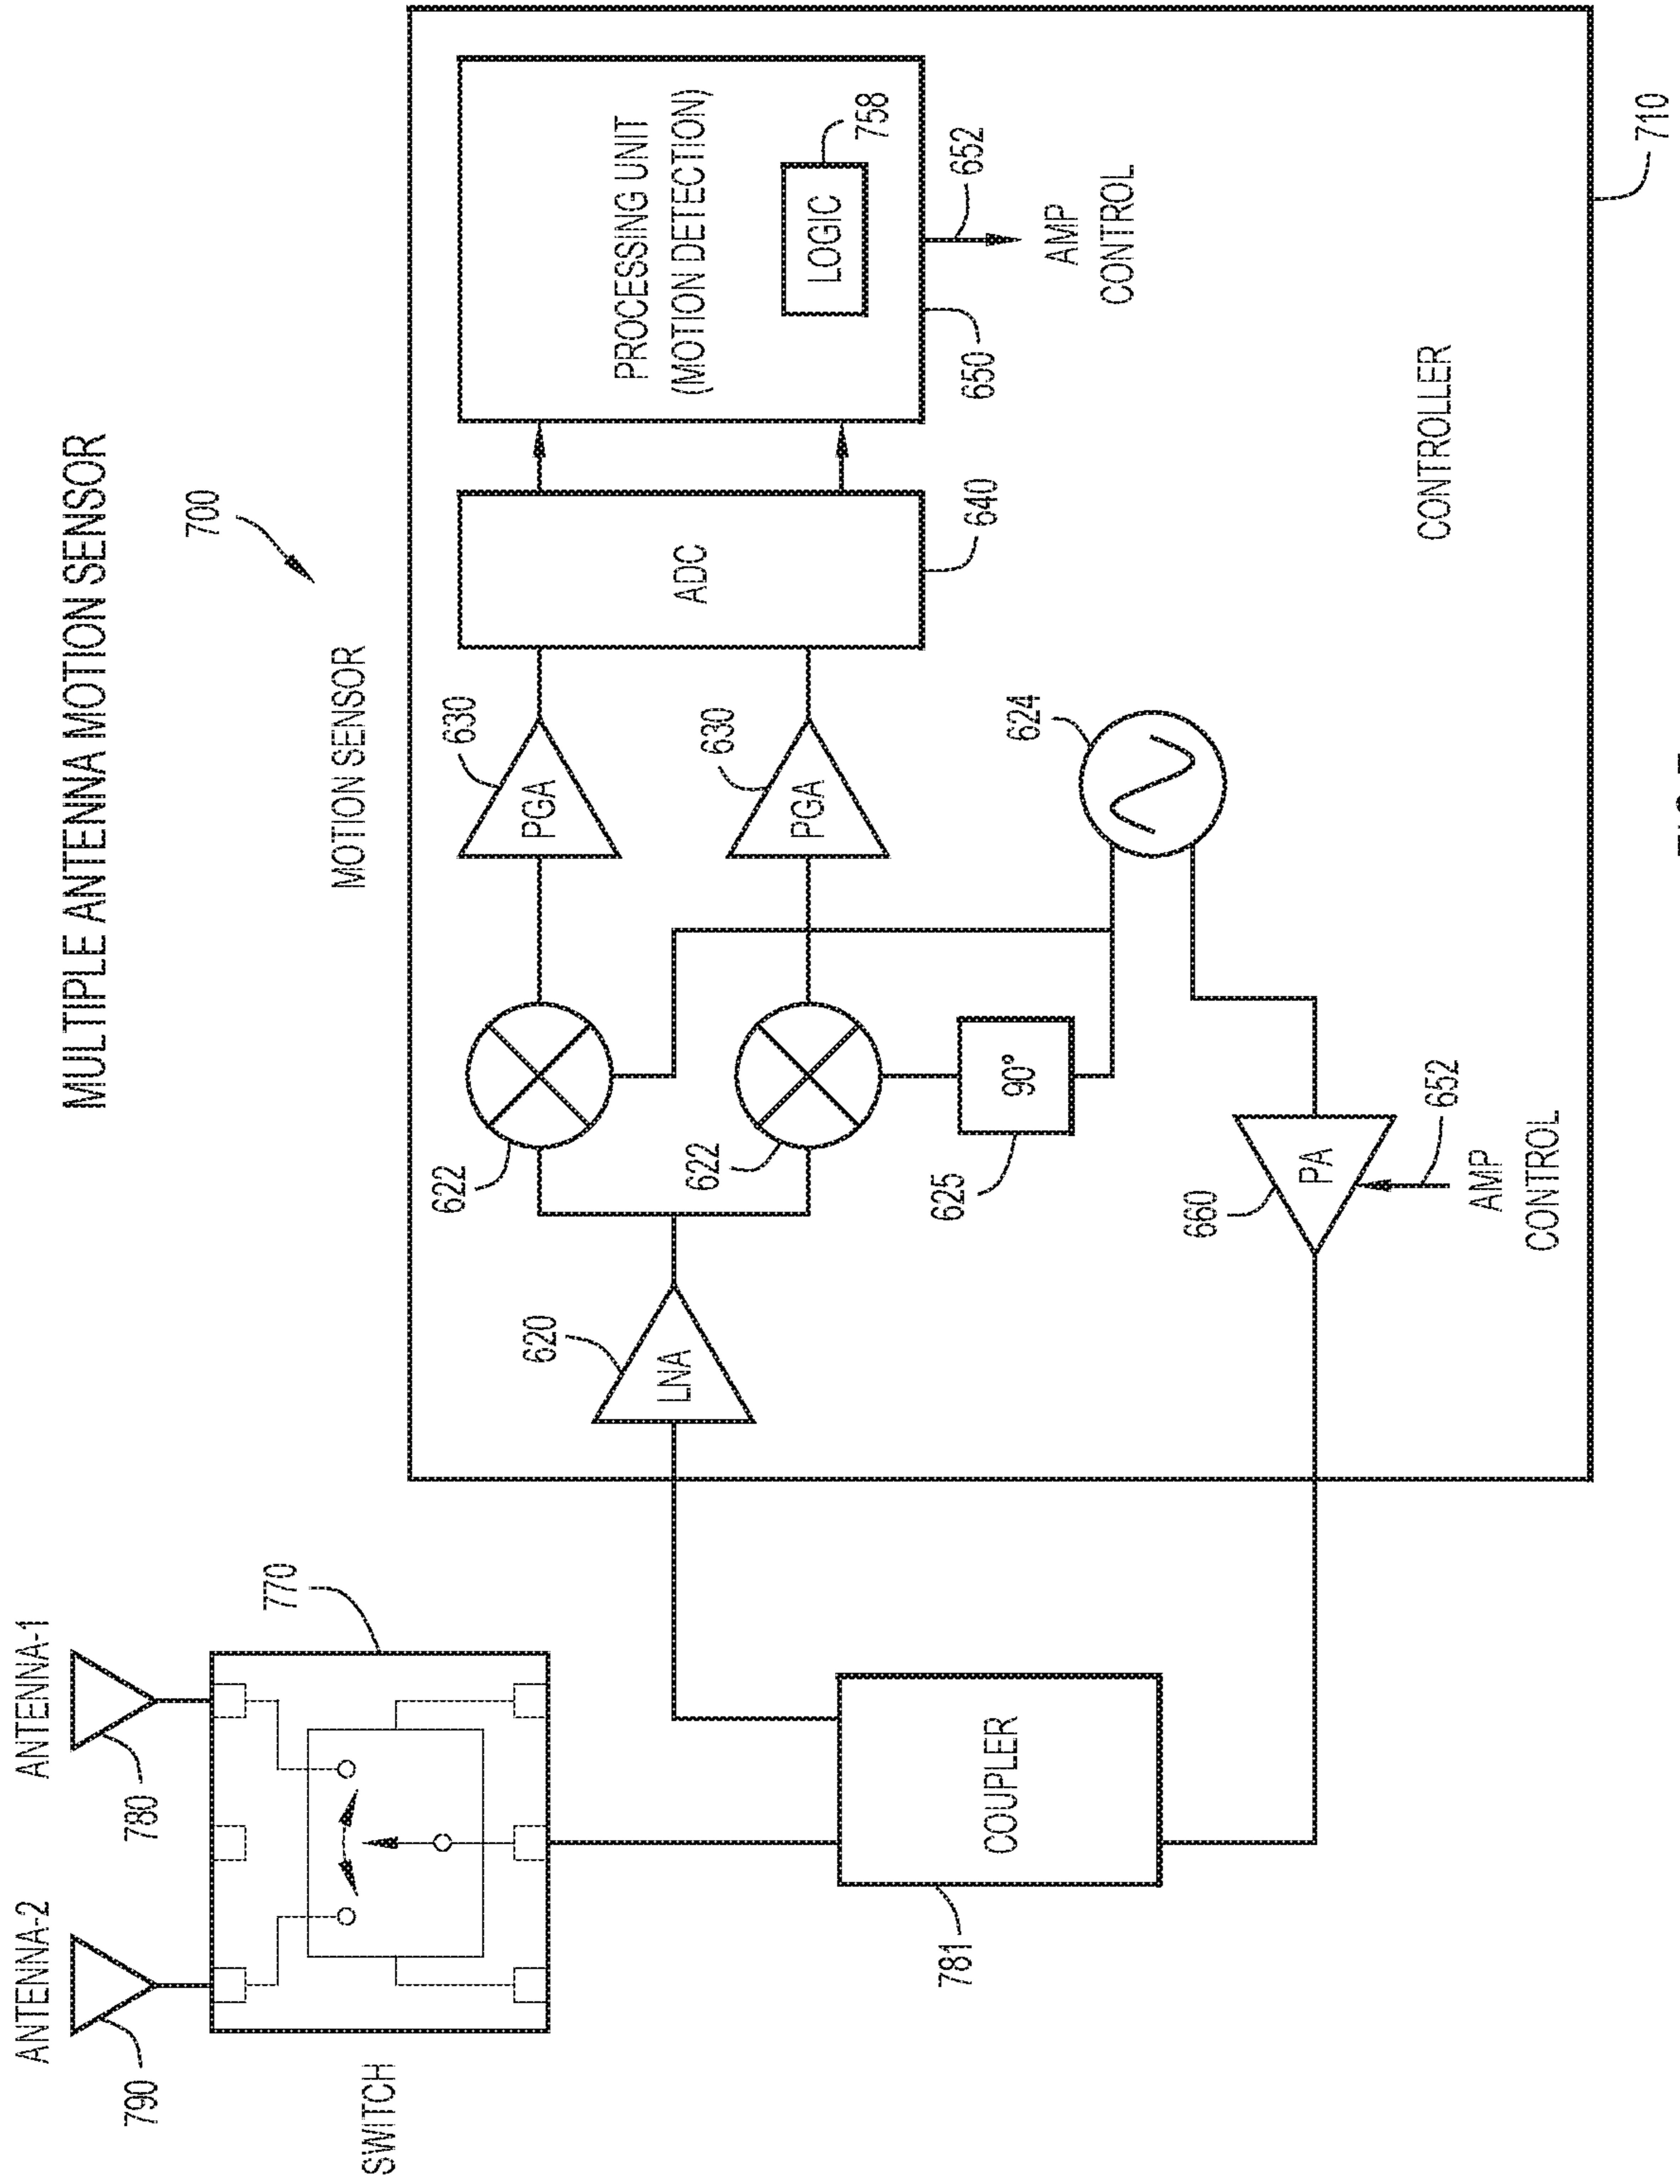 MULTIPLE ANTENNA MOTION SENSOR
700
MOTION SENSOR
ANTENNA-2
790
ANTENNA-1
780
770
SWITCH
COUPLER
781
620
LNA
622
622
90°
625
630
PGA
630
PGA
624
660
PA
652
AMP
CONTROL
ADC
640
PROCESSING UNIT
(MOTION DETECTION)
LOGIC
758
650
652
AMP
CONTROL
CONTROLLER
710